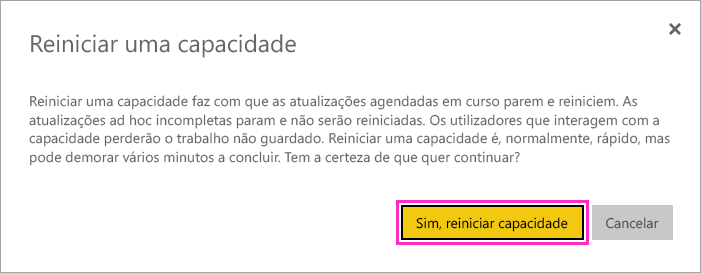 Reiniciar uma capacidade
Reiniciar uma capacidade faz com que as atualizações agendadas em curso parem e reiniciem. As
atualizações ad hoc incompletas param e não serão reiniciadas. Os utilizadores que interagem com a
capacidade perderão o trabalho não guardado. Reiniciar uma capacidade é, normalmente, rápido, mas
pode demorar vários minutos a concluir. Tem a certeza de que quer continuar?
Sim, reiniciar capacidade
Cancelar